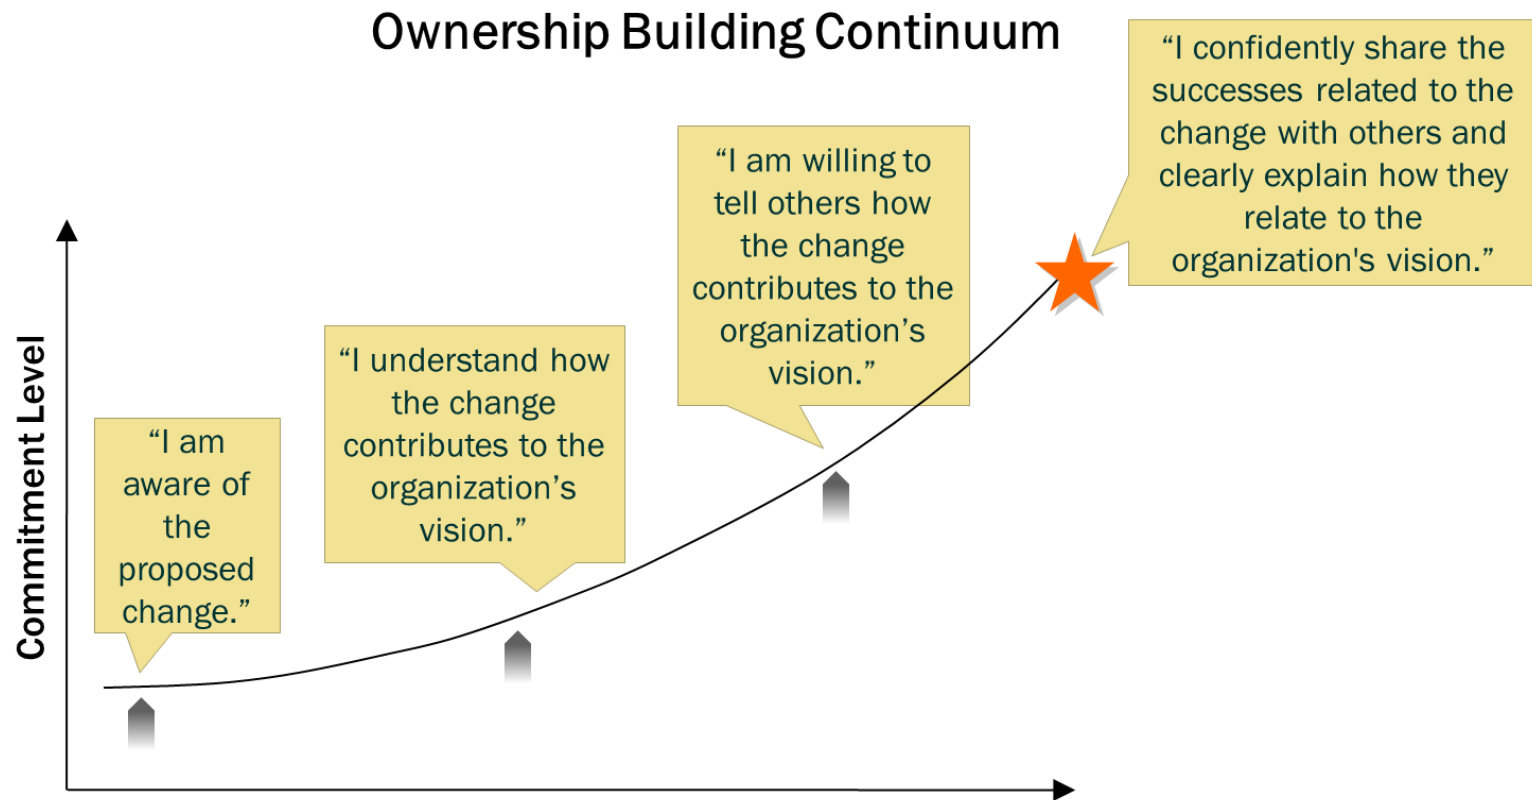 Ownership Building Continuum
“I confidently share the
successes related to the
change with others and
clearly explain how they
relate to the
organization's vision.”
“I am willing to
tell others how
the change
contributes to the
organization’s
vision.”
“I understand how
the change
contributes to the
organization’s
vision.”
“I am
aware of
the
proposed
change.”
Commitment Level